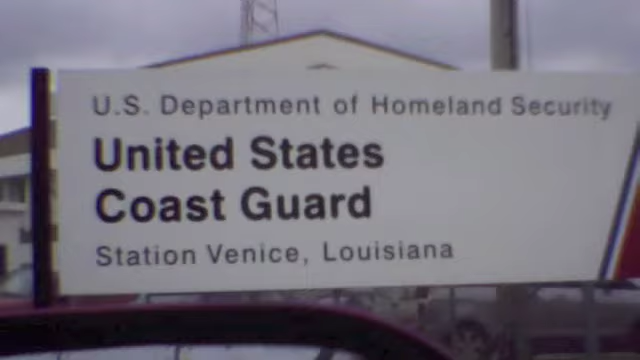 U.S. Department of Homeland Security
United States
Coast Guard
Station Venice, Louisiana